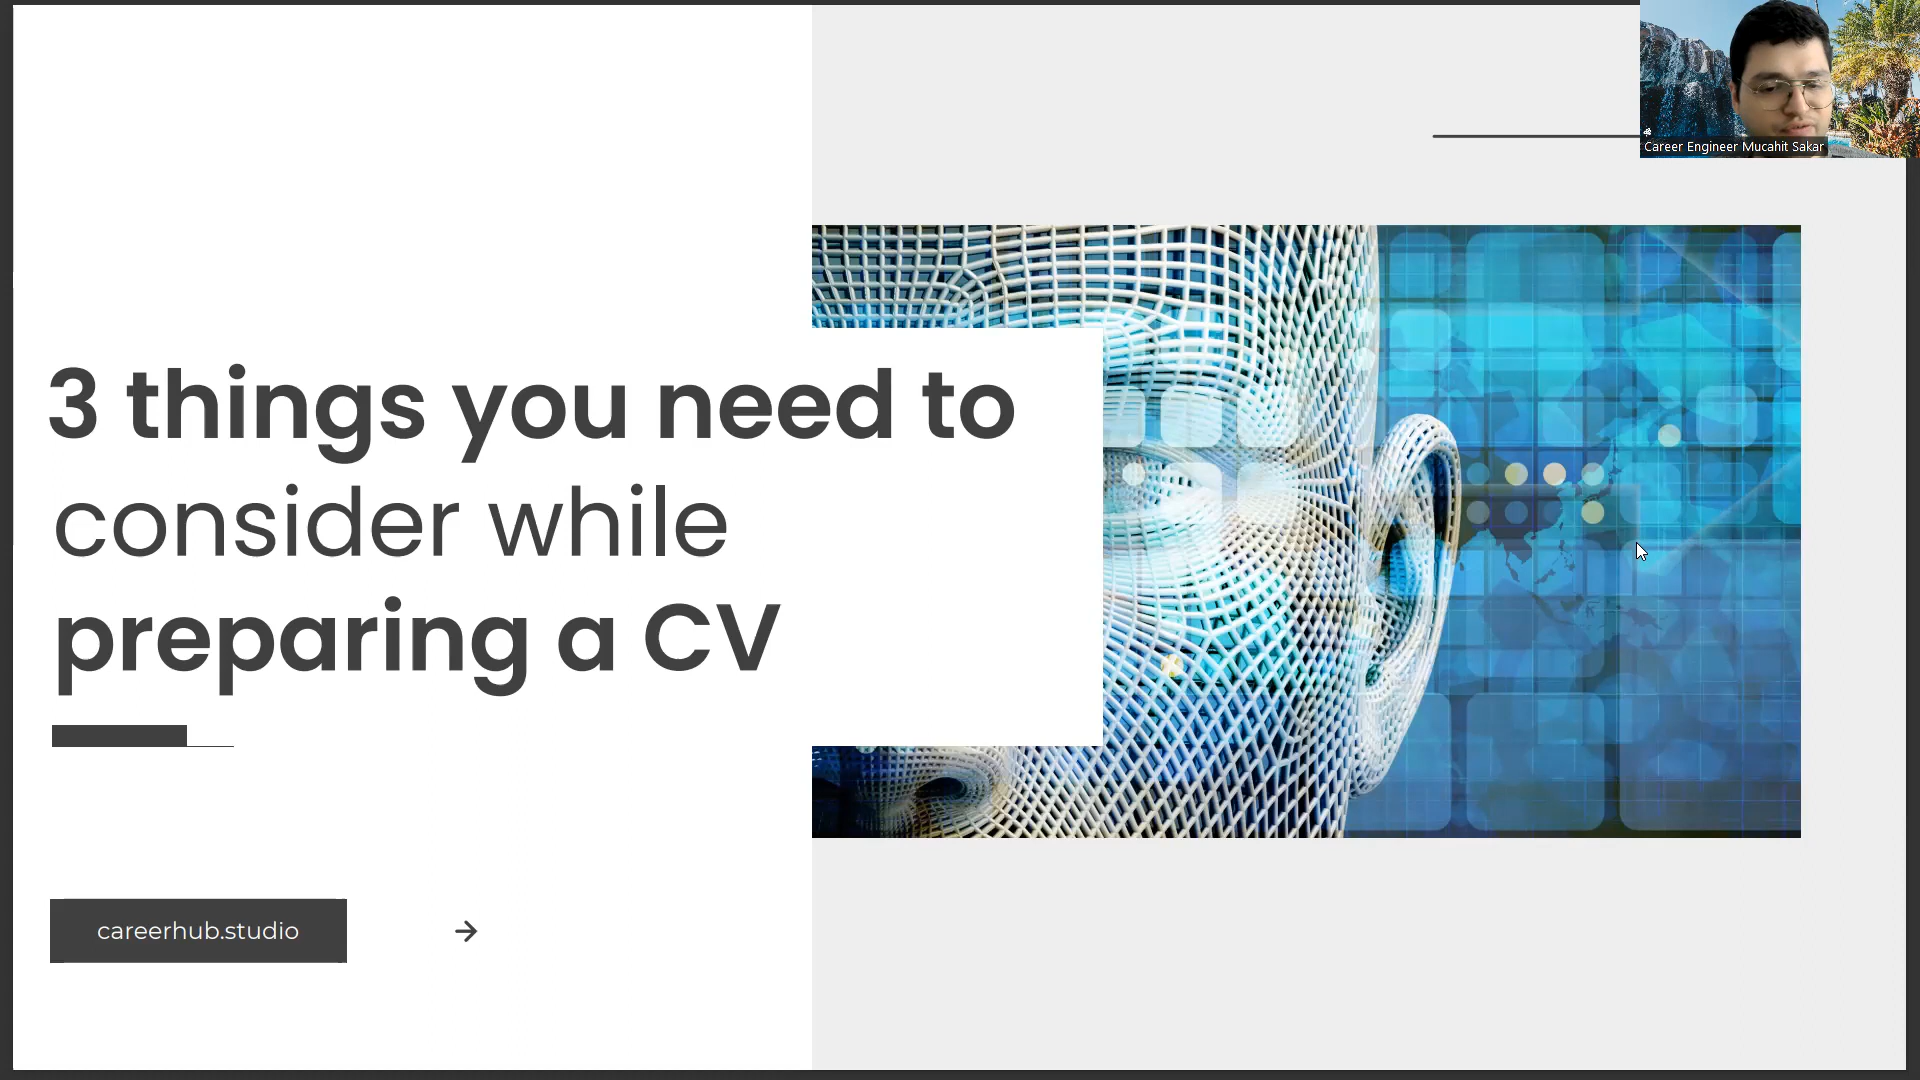 Career Engineer Mucahit Sakar
3 things you need to
consider while
preparing a CV
careerhub.studio